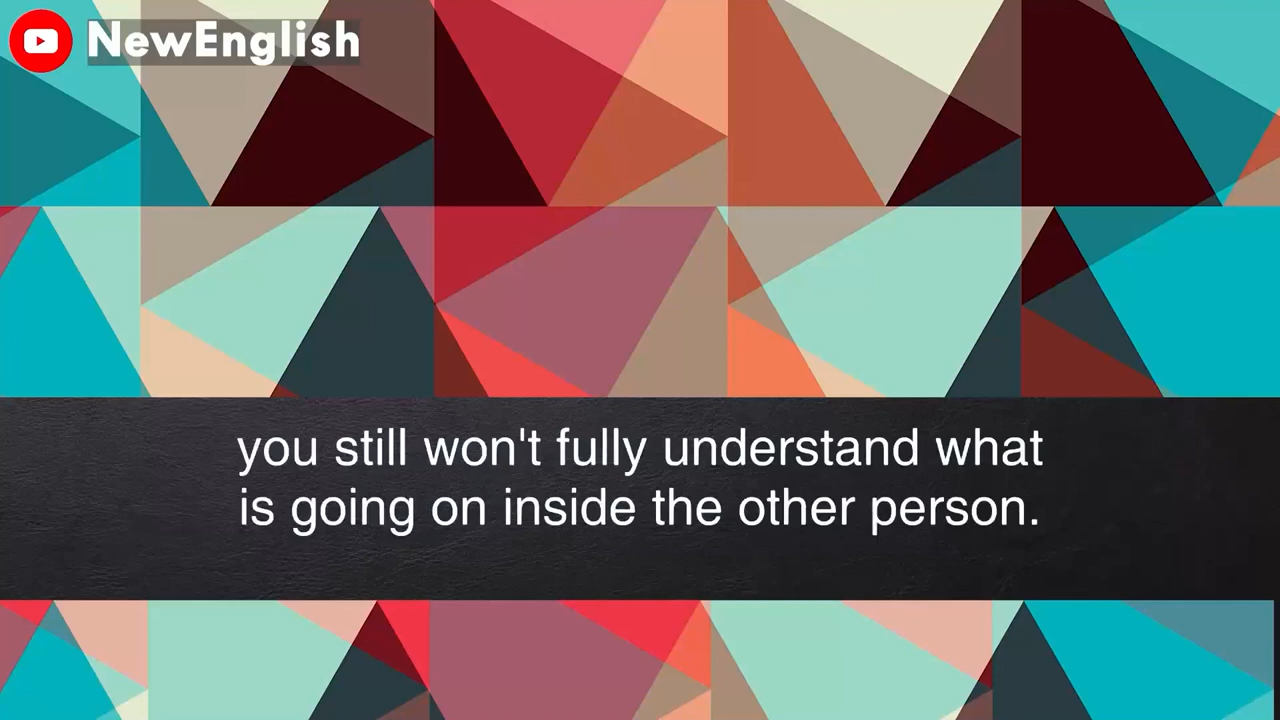 NewEnglish
you still won't fully understand what
is going on inside the other person.